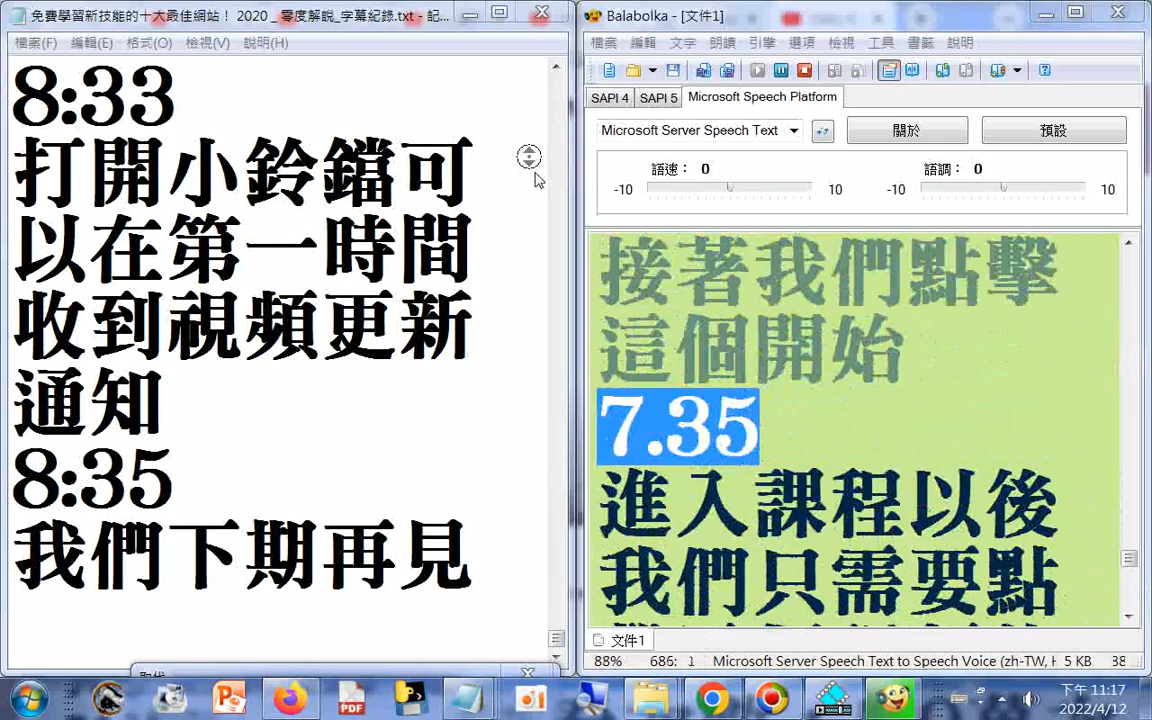 免費學習新技能的十大最佳網站！ 2020 _ 零度解說_字幕紀錄.txt - 記...
檔案(F) 編輯(E) 格式(O) 檢視(V) 說明(H)
8:33
打開小鈴鐺可
以在第一時間
收到視頻更新
通知
8:35
我們下期再見
Balabolka - [文件1]
檔案 編輯 文字 朗讀 引擎 選項 檢視 工具 書籤 說明
SAPI 4 SAPI 5 Microsoft Speech Platform
Microsoft Server Speech Text 關於 預設
語速： 0 語調： 0
-10 10 -10 10
接著我們點擊
這個開始
7.35
進入課程以後
我們只需要點
文件1
88% 686: 1 Microsoft Server Speech Text to Speech Voice (zh-TW, H 5 KB 38
PDF
下午 11:17
2022/4/12